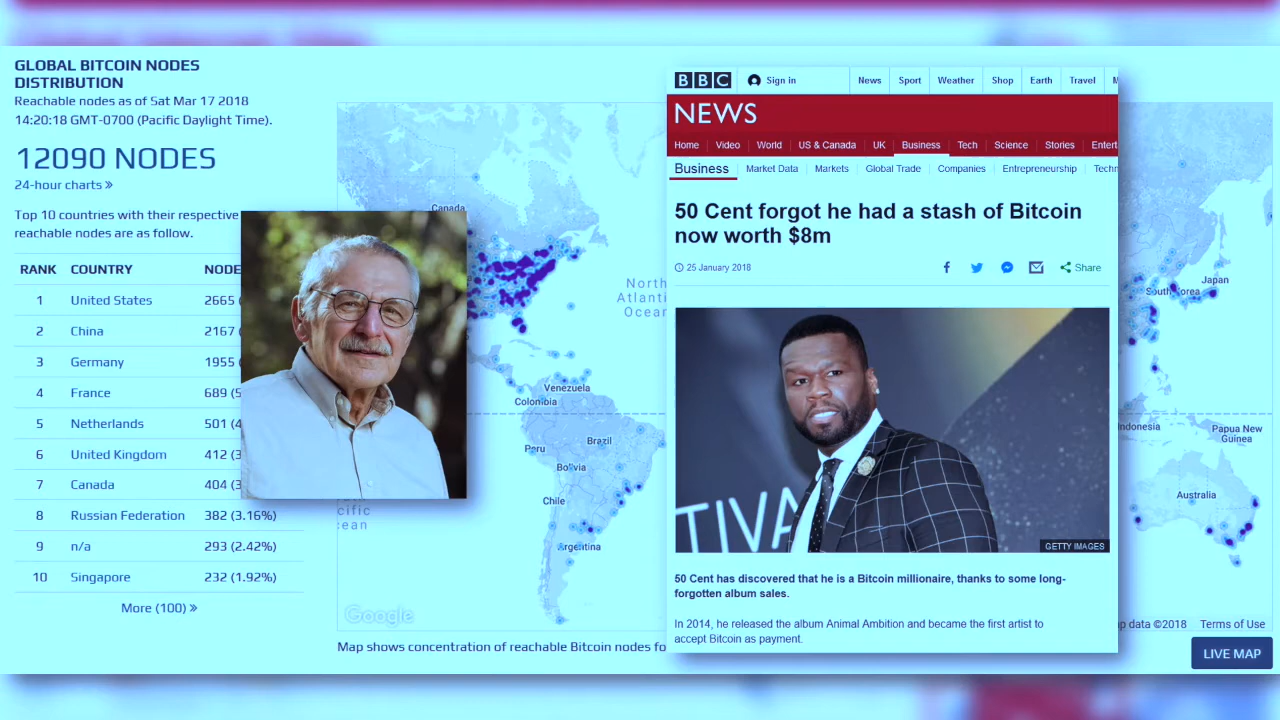 GLOBAL BITCOIN NODES
DISTRIBUTION
Reachable nodes as of Sat Mar 17 2018
14:20:18 GMT-0700 (Pacific Daylight Time).
12090 NODES
24-hour charts »
Top 10 countries with their respective
reachable nodes are as follow.
RANK COUNTRY NODE
1 United States 2665
2 China 2167
3 Germany 1955
4 France 689
5 Netherlands 501
6 United Kingdom 412
7 Canada 404
8 Russian Federation 382 (3.16%)
9 n/a 293 (2.42%)
10 Singapore 232 (1.92%)
More (100) »
Canada
North
Atlanti
Ocean
Venezuela
Colombia
Brazil
Peru
Bolivia
Chile
Argentina
Google
Map shows concentration of reachable Bitcoin nodes fo
BBC Sign in News Sport Weather Shop Earth Travel
NEWS
Home Video World US & Canada UK Business Tech Science Stories Entert
Business Market Data Markets Global Trade Companies Entrepreneurship Techn
50 Cent forgot he had a stash of Bitcoin
now worth $8m
25 January 2018 Share
TIVA
GETTY IMAGES
50 Cent has discovered that he is a Bitcoin millionaire, thanks to some long-
forgotten album sales.
In 2014, he released the album Animal Ambition and became the first artist to
accept Bitcoin as payment.
Japan
South Korea
Indonesia
Papua New
Guinea
Australia
©2018 Terms of Use
LIVE MAP